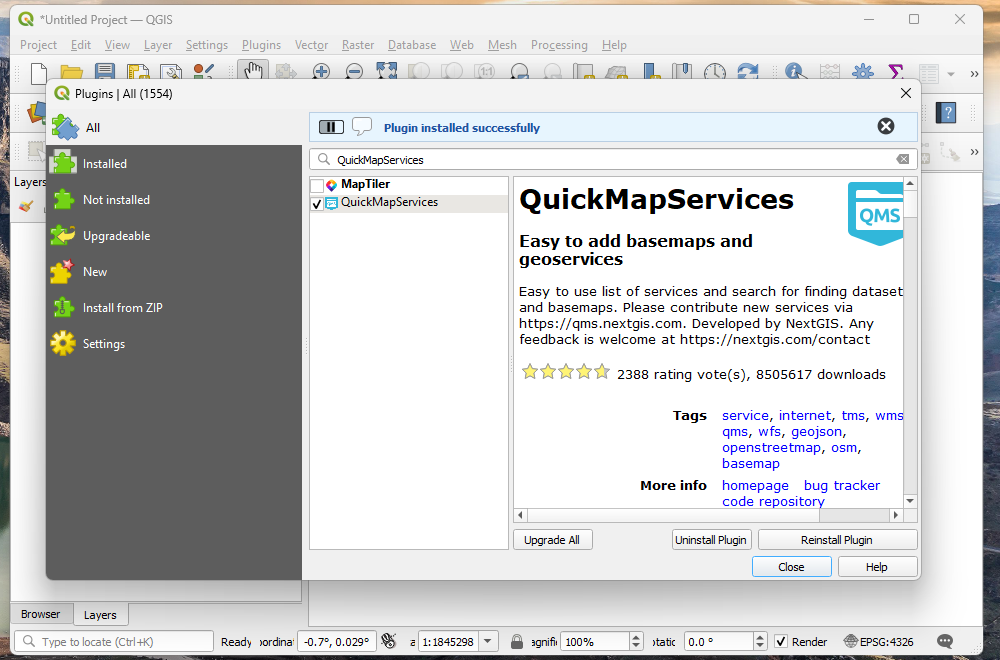 *Untitled Project — QGIS
Project Edit View Layer Settings Plugins Vector Raster Database Web Mesh Processing Help
1:1
Plugins | All (1554)
All
Plugin installed successfully
Installed
QuickMapServices
Layers
MapTiler
QuickMapServices
QuickMapServices
QMS
Not installed
Easy to add basemaps and
geoservices
Upgradeable
New
Easy to use list of services and search for finding dataset
and basemaps. Please contribute new services via
https://qms.nextgis.com. Developed by NextGIS. Any
feedback is welcome at https://nextgis.com/contact
Install from ZIP
Settings
2388 rating vote(s), 8505617 downloads
Tags service, internet, tms, wms
qms, wfs, geojson,
openstreetmap, osm,
basemap
More info homepage bug tracker
code repository
Upgrade All Uninstall Plugin Reinstall Plugin
Close Help
Browser Layers
Type to locate (Ctrl+K) Ready oordinat -0.7°, 0.029° 1:1845298 agnifie 100% otatic 0.0 ° Render EPSG:4326